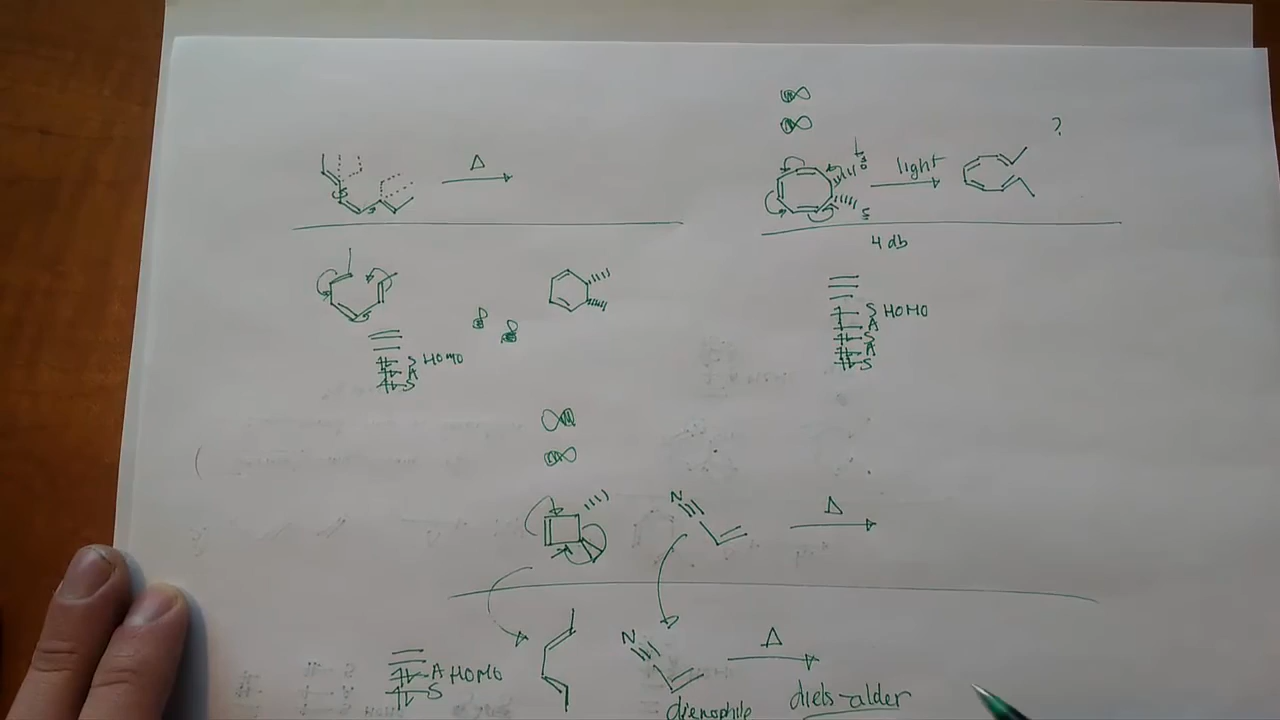 Δ
light
?
4 db
S HOMO
A
S
A
S
S HOMO
A
S
N
Δ
N
Δ
A HOMO
S
dienophile
diels-alder